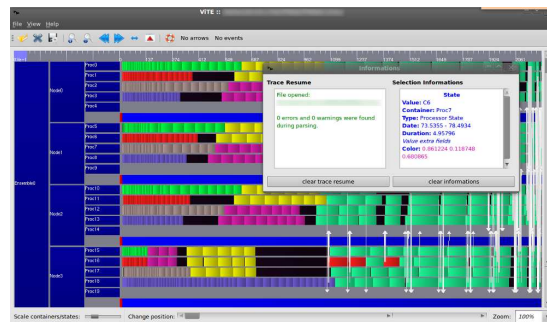 ViTE ::
File View Help
No arrows No events
Informations
Trace Resume
Selection Informations
File opened:
0 errors and 0 warnings were found
during parsing.
State
Value: C6
Container: Proc7
Type: Processor State
Date: 73.5355 - 78.4934
Duration: 4.95796
Value extra fields
Color: 0.861224 0.118748
0.600865
clear trace resume
clear informations
Ensemble0
Node0
Proc0
Proc1
Proc2
Proc3
Proc4
Node1
Proc5
Proc6
Proc7
Proc8
Proc9
Node2
Proc10
Proc11
Proc12
Proc13
Proc14
Node3
Proc15
Proc16
Proc17
Proc18
Proc19
Scale containers/states:
Change position:
Zoom:
100%